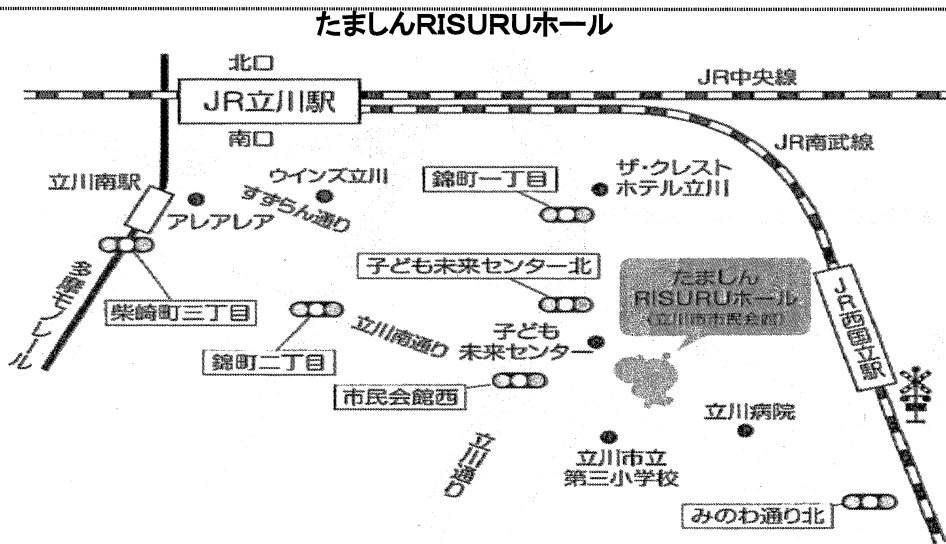 たましんRISURUホール
北口
JR中央線
JR立川駅
南口
JR南武線
立川南駅
ウインズ立川
錦町一丁目
ザ・クレスト
ホテル立川
すずらん通り
アレアレア
子ども未来センター北
たましん
RISURUホール
(立川市市民会館)
多摩モノレール
柴崎町三丁目
立川南通り
子ども
未来センター
JR西国立駅
錦町二丁目
市民会館西
立川病院
立川通り
立川市立
第三小学校
みのわ通り北